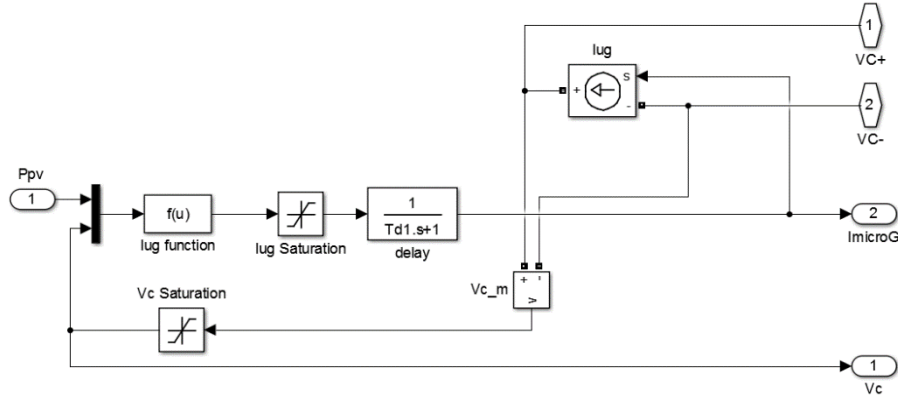 1
VC+
Iug
+
s
-
2
VC-
Ppv
1
f(u)
Iug function
Iug Saturation
1
Td1.s+1
delay
2
ImicroG
Vc_m
+ -
v
Vc Saturation
1
Vc